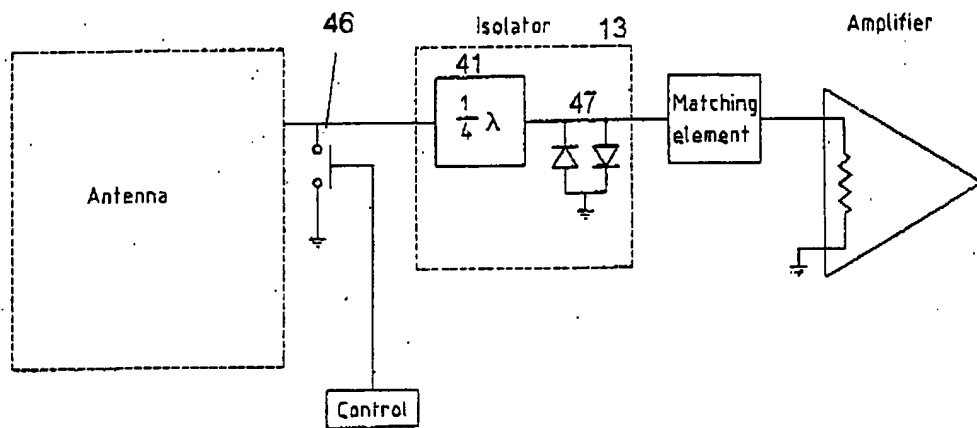 46
Isolator
13
Amplifier
41
1/4 λ
47
Matching
element
Antenna
Control